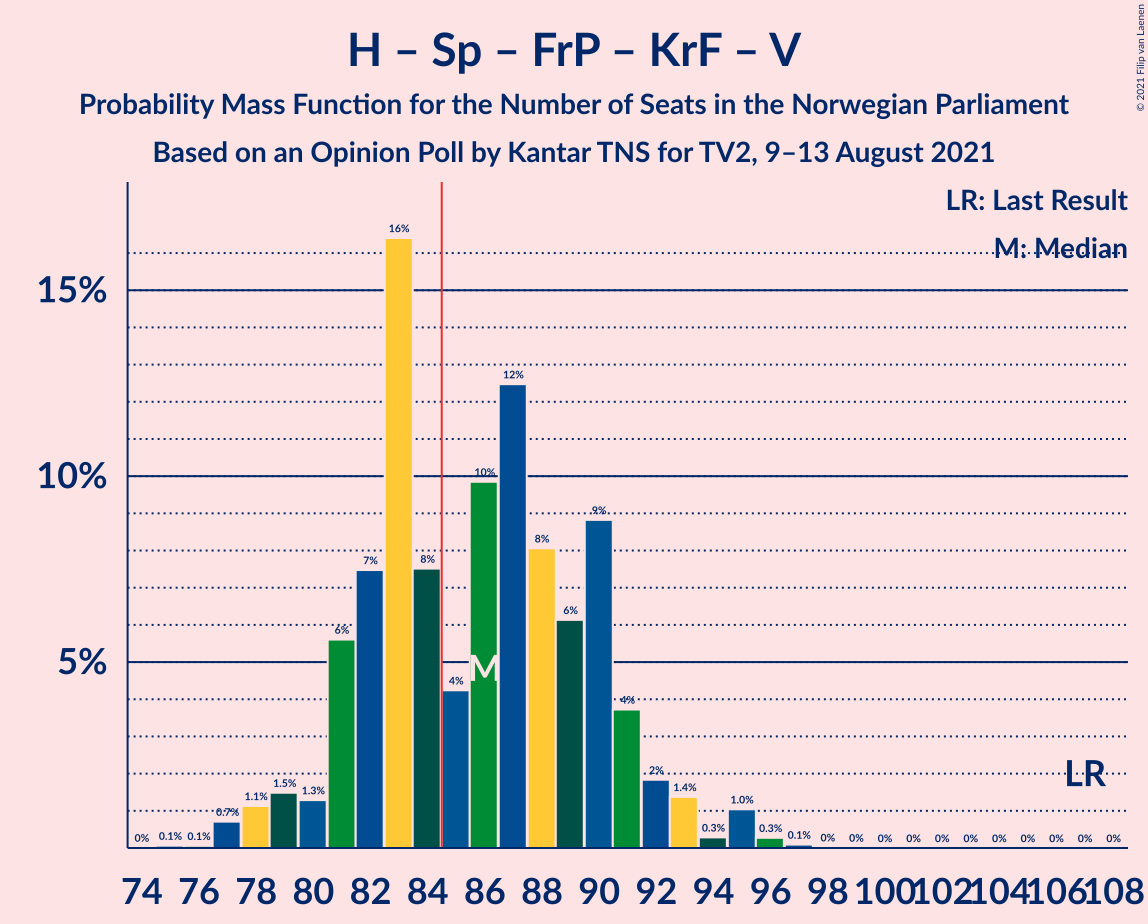 H – Sp – FrP – KrF – V
Probability Mass Function for the Number of Seats in the Norwegian Parliament
Based on an Opinion Poll by Kantar TNS for TV2, 9–13 August 2021
© 2021 Filip van Laenen
LR: Last Result
M: Median
15%
10%
5%
0% 0.1% 0.1% 0.7% 1.1% 1.5% 1.3% 6% 7% 16% 8% 4% 10% 12% 8% 6% 9% 4% 2% 1.4% 0.3% 1.0% 0.3% 0.1% 0% 0% 0% 0% 0% 0% 0% 0% 0% 0% 0%
M
LR
74 76 78 80 82 84 86 88 90 92 94 96 98 100 102 104 106 108